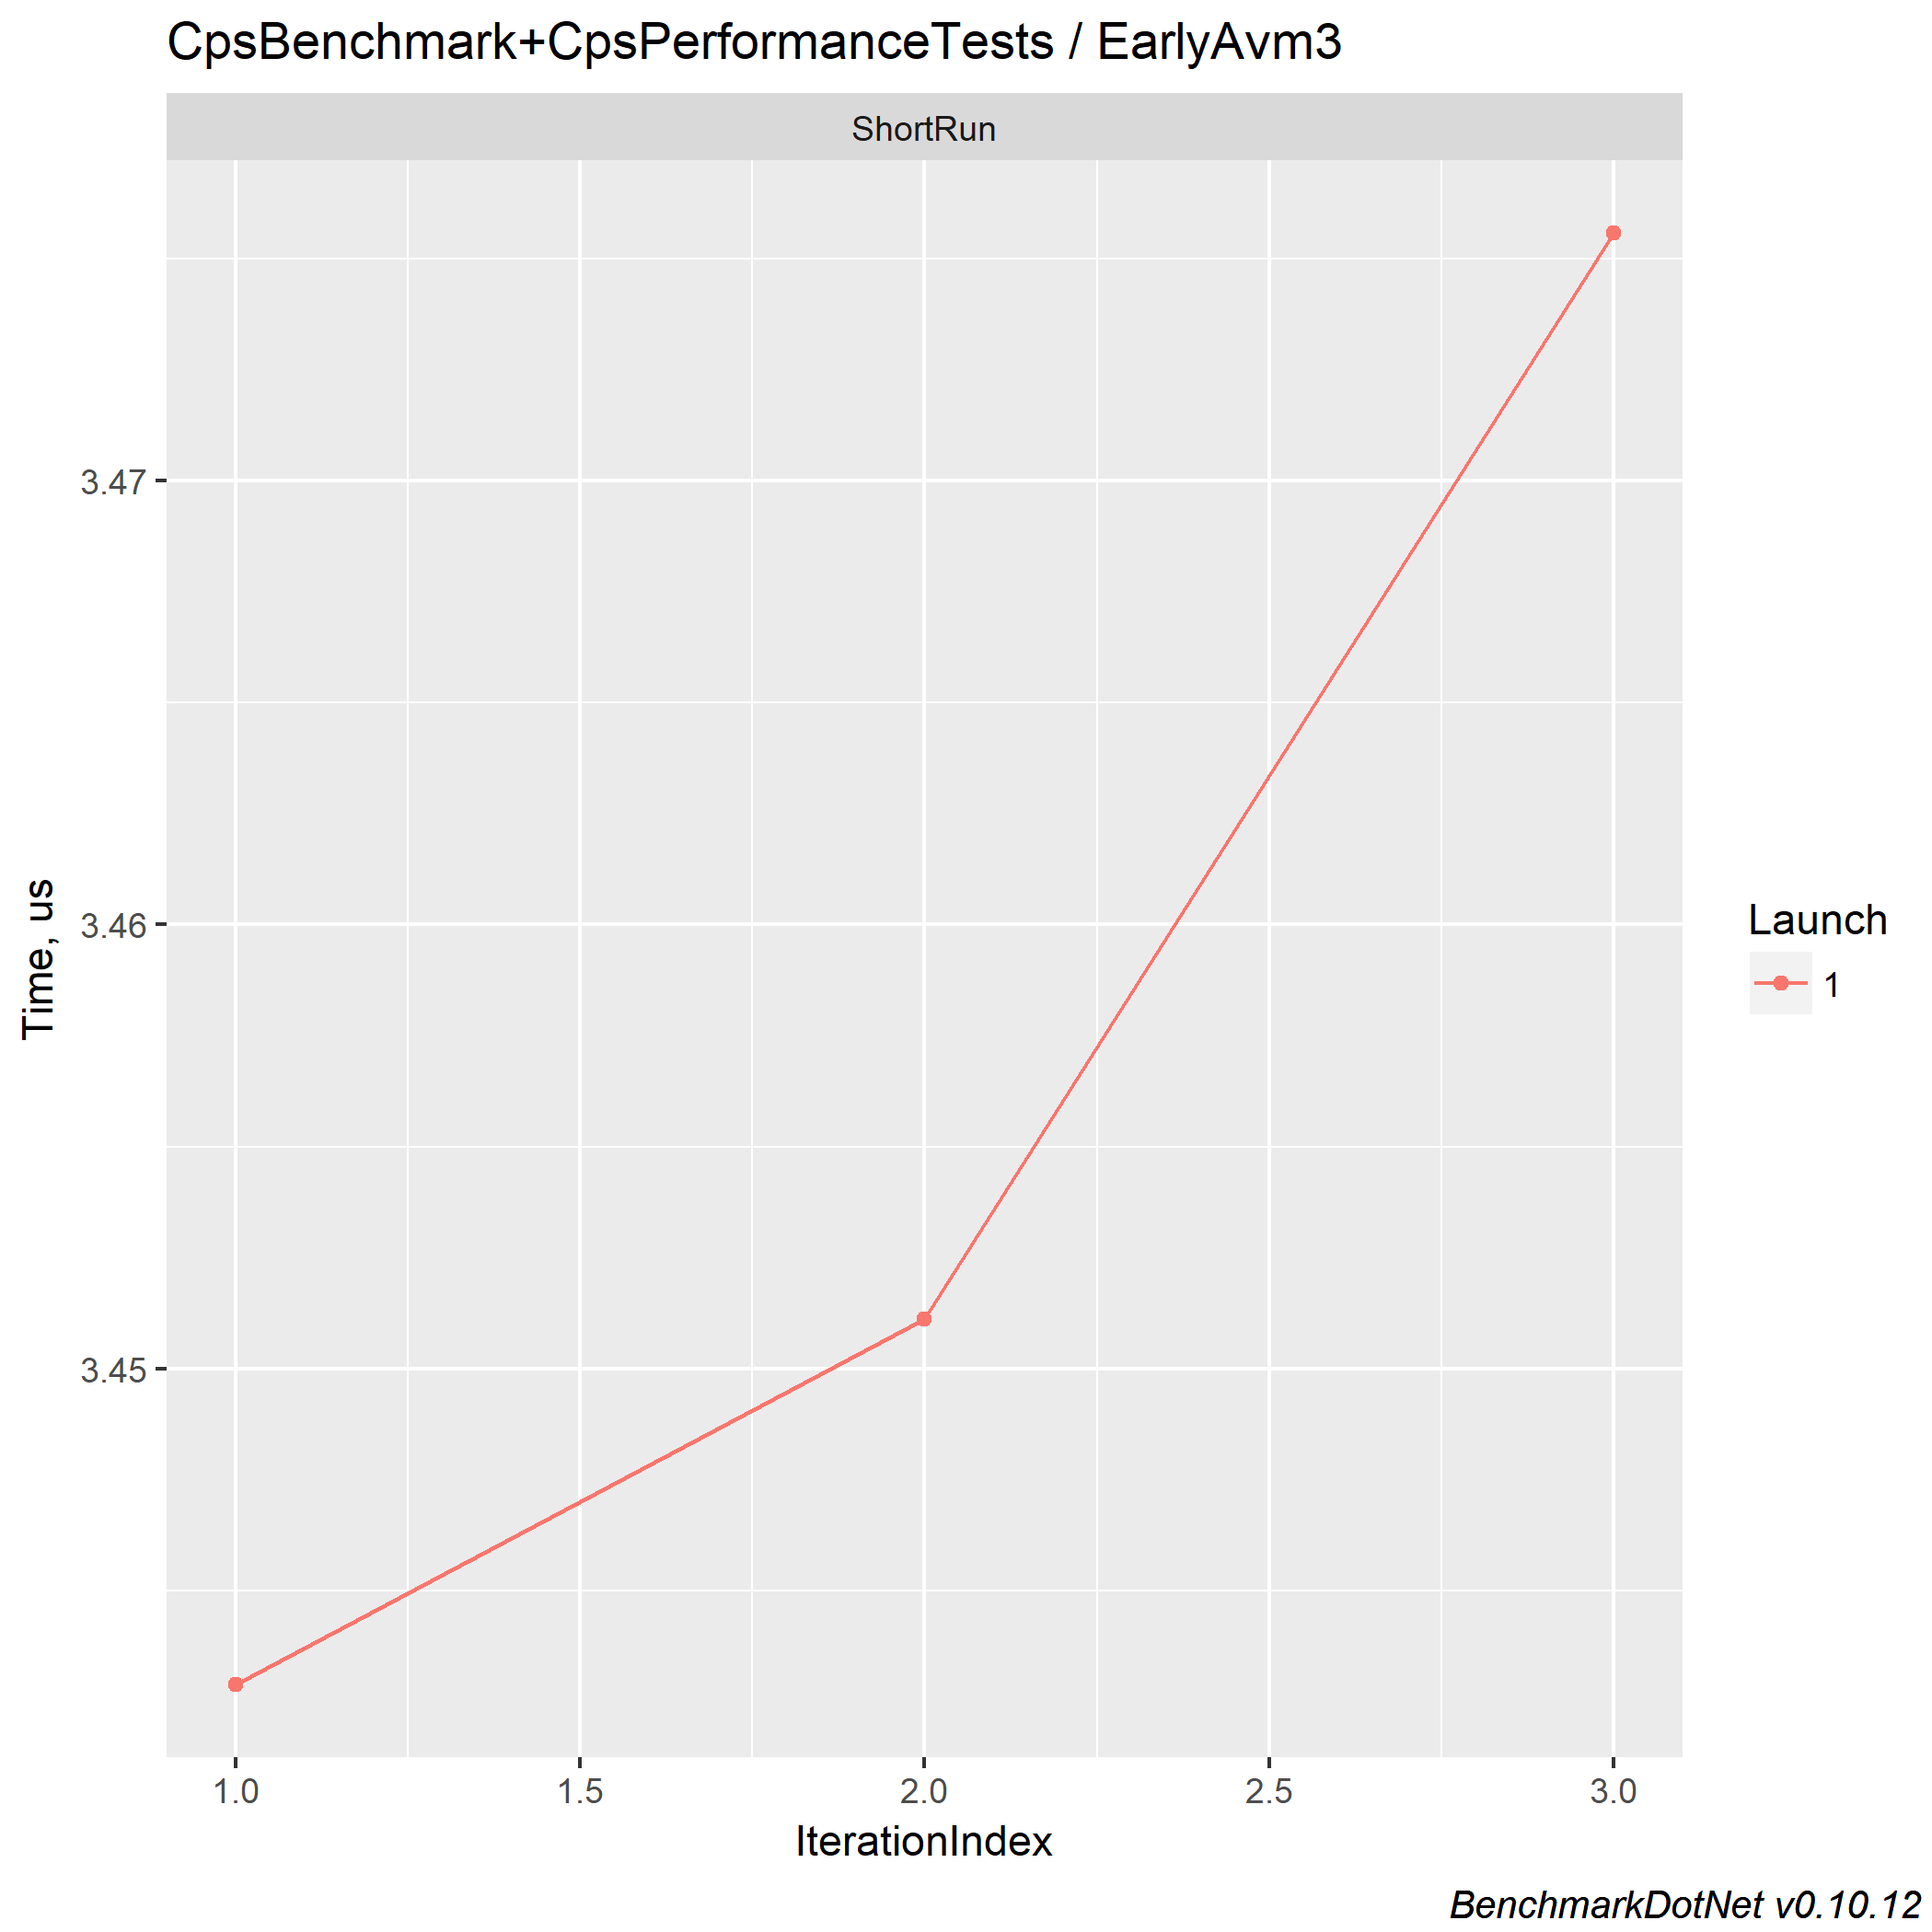 CpsBenchmark+CpsPerformanceTests / EarlyAvm3
ShortRun
Time, us
3.47
3.46
3.45
1.0 1.5 2.0 2.5 3.0
IterationIndex
Launch
1
BenchmarkDotNet v0.10.12